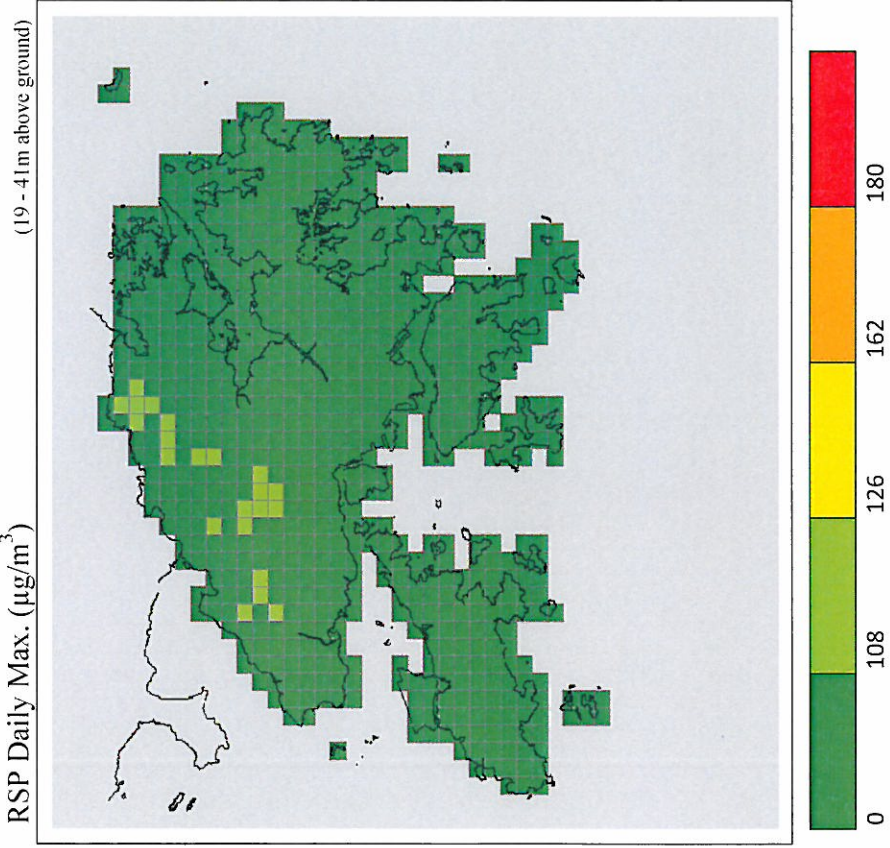 RSP Daily Max. (μg/m³)
(19 - 41m above ground)
0
108
126
162
180